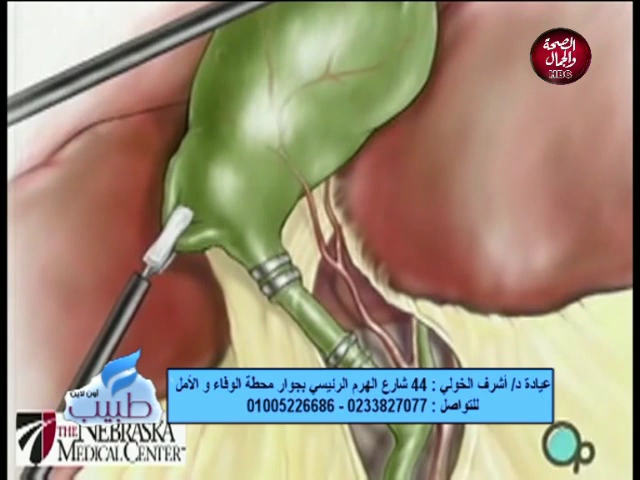 الصحة
والجمال
HBC
عيادة د/ أشرف الخولي : 44 شارع الهرم الرئيسي بجوار محطة الوفاء و الأمل
للتواصل : 0233827077 - 01005226686
أون لاين
طبيب
THE NEBRASKA
MEDICAL CENTER